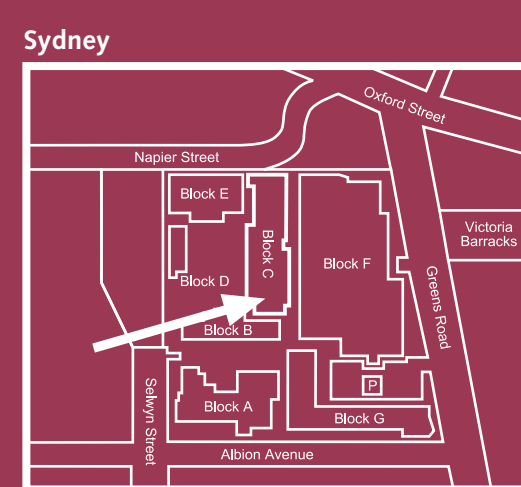 Sydney
Oxford Street
Napier Street
Block E
Block C
Victoria
Barracks
Block F
Block D
Greens Road
Block B
P
Selwyn Street
Block A
Block G
Albion Avenue